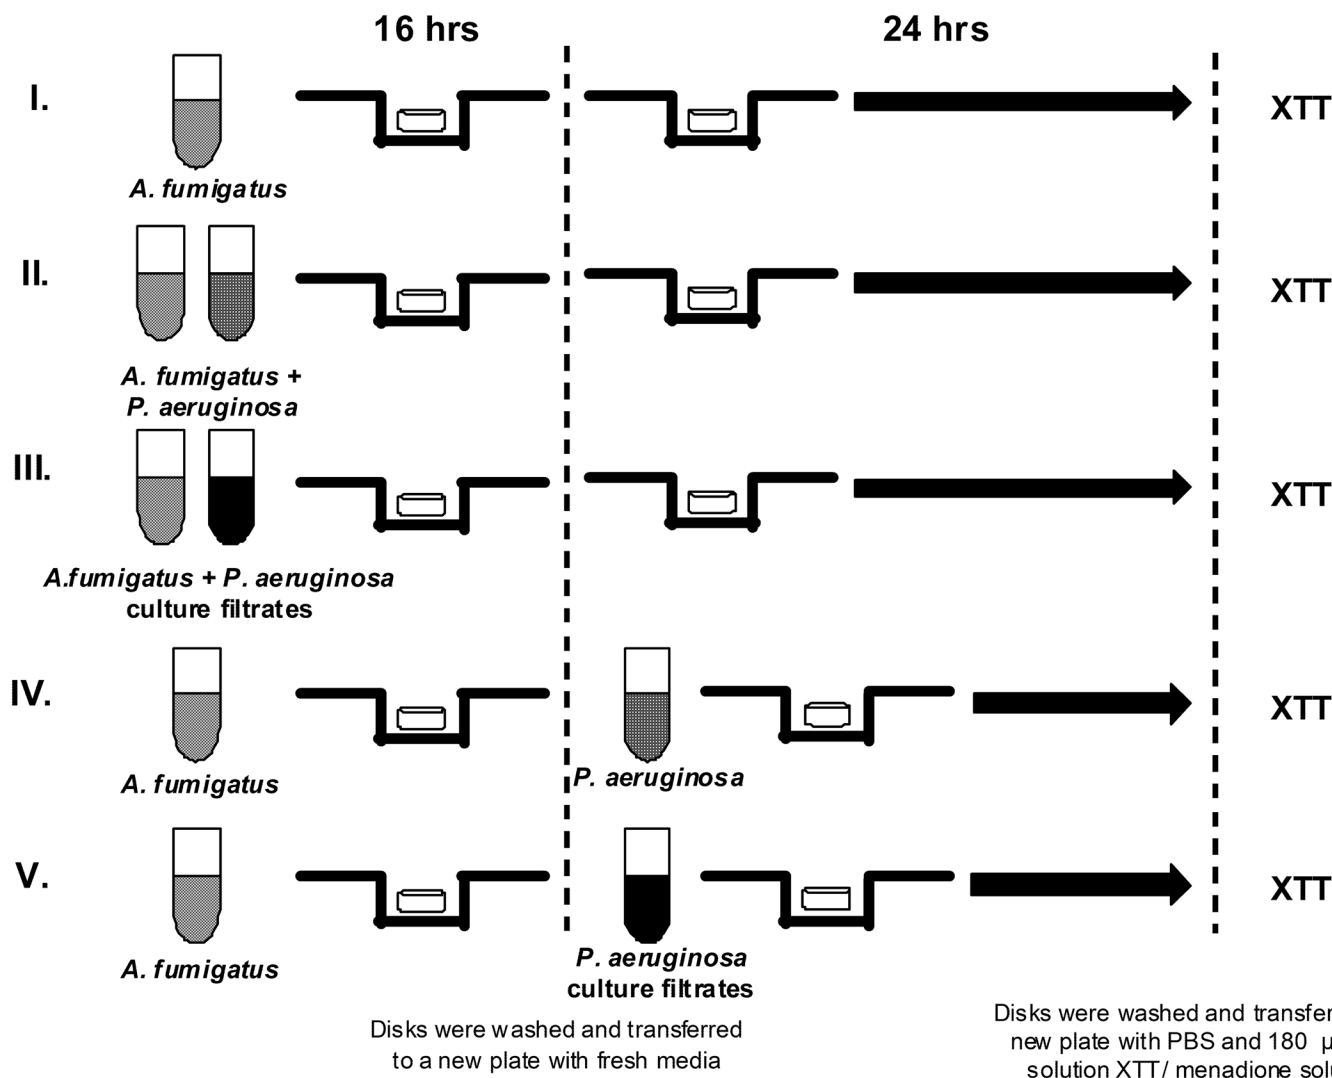 16 hrs
24 hrs
I.
XTT
A. fumigatus
II.
XTT
A. fumigatus +
P. aeruginosa
III.
XTT
A.fumigatus + P. aeruginosa
culture filtrates
IV.
XTT
A. fumigatus
P. aeruginosa
V.
XTT
A. fumigatus
P. aeruginosa
culture filtrates
Disks were washed and transferred
to a new plate with fresh media
Disks were washed and
new plate with PBS and 180
solution XTT/ menadione